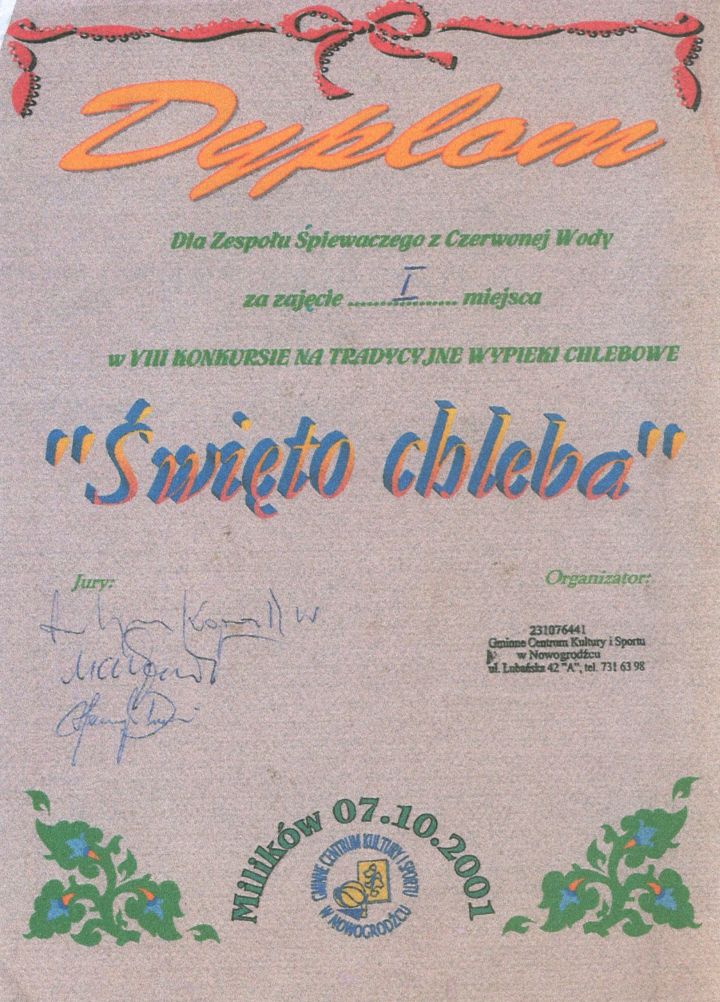 Dyplom
Dla Zespołu Śpiewaczego z Czerwonej Wody
za zajęcie .......I.......... miejsca
w VIII KONKURSIE NA TRADYCYJNE WYPIEKI CHLEBOWE
"Święto chleba"
Jury:
Organizator:
231076441
Gminne Centrum Kultury i Sportu
w Nowogrodźcu
ul. Lubańska 42 "A", tel. 731 63 98
Milików 07.10.2001
GMINNE CENTRUM KULTURY I SPORTU
W NOWOGRODŹCU